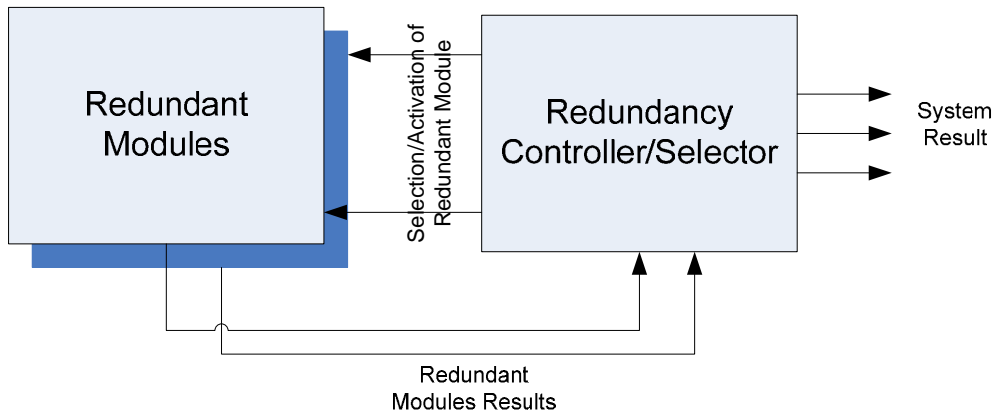 Redundant
Modules
Selection/Activation of
Redundant Module
Redundancy
Controller/Selector
System
Result
Redundant
Modules Results